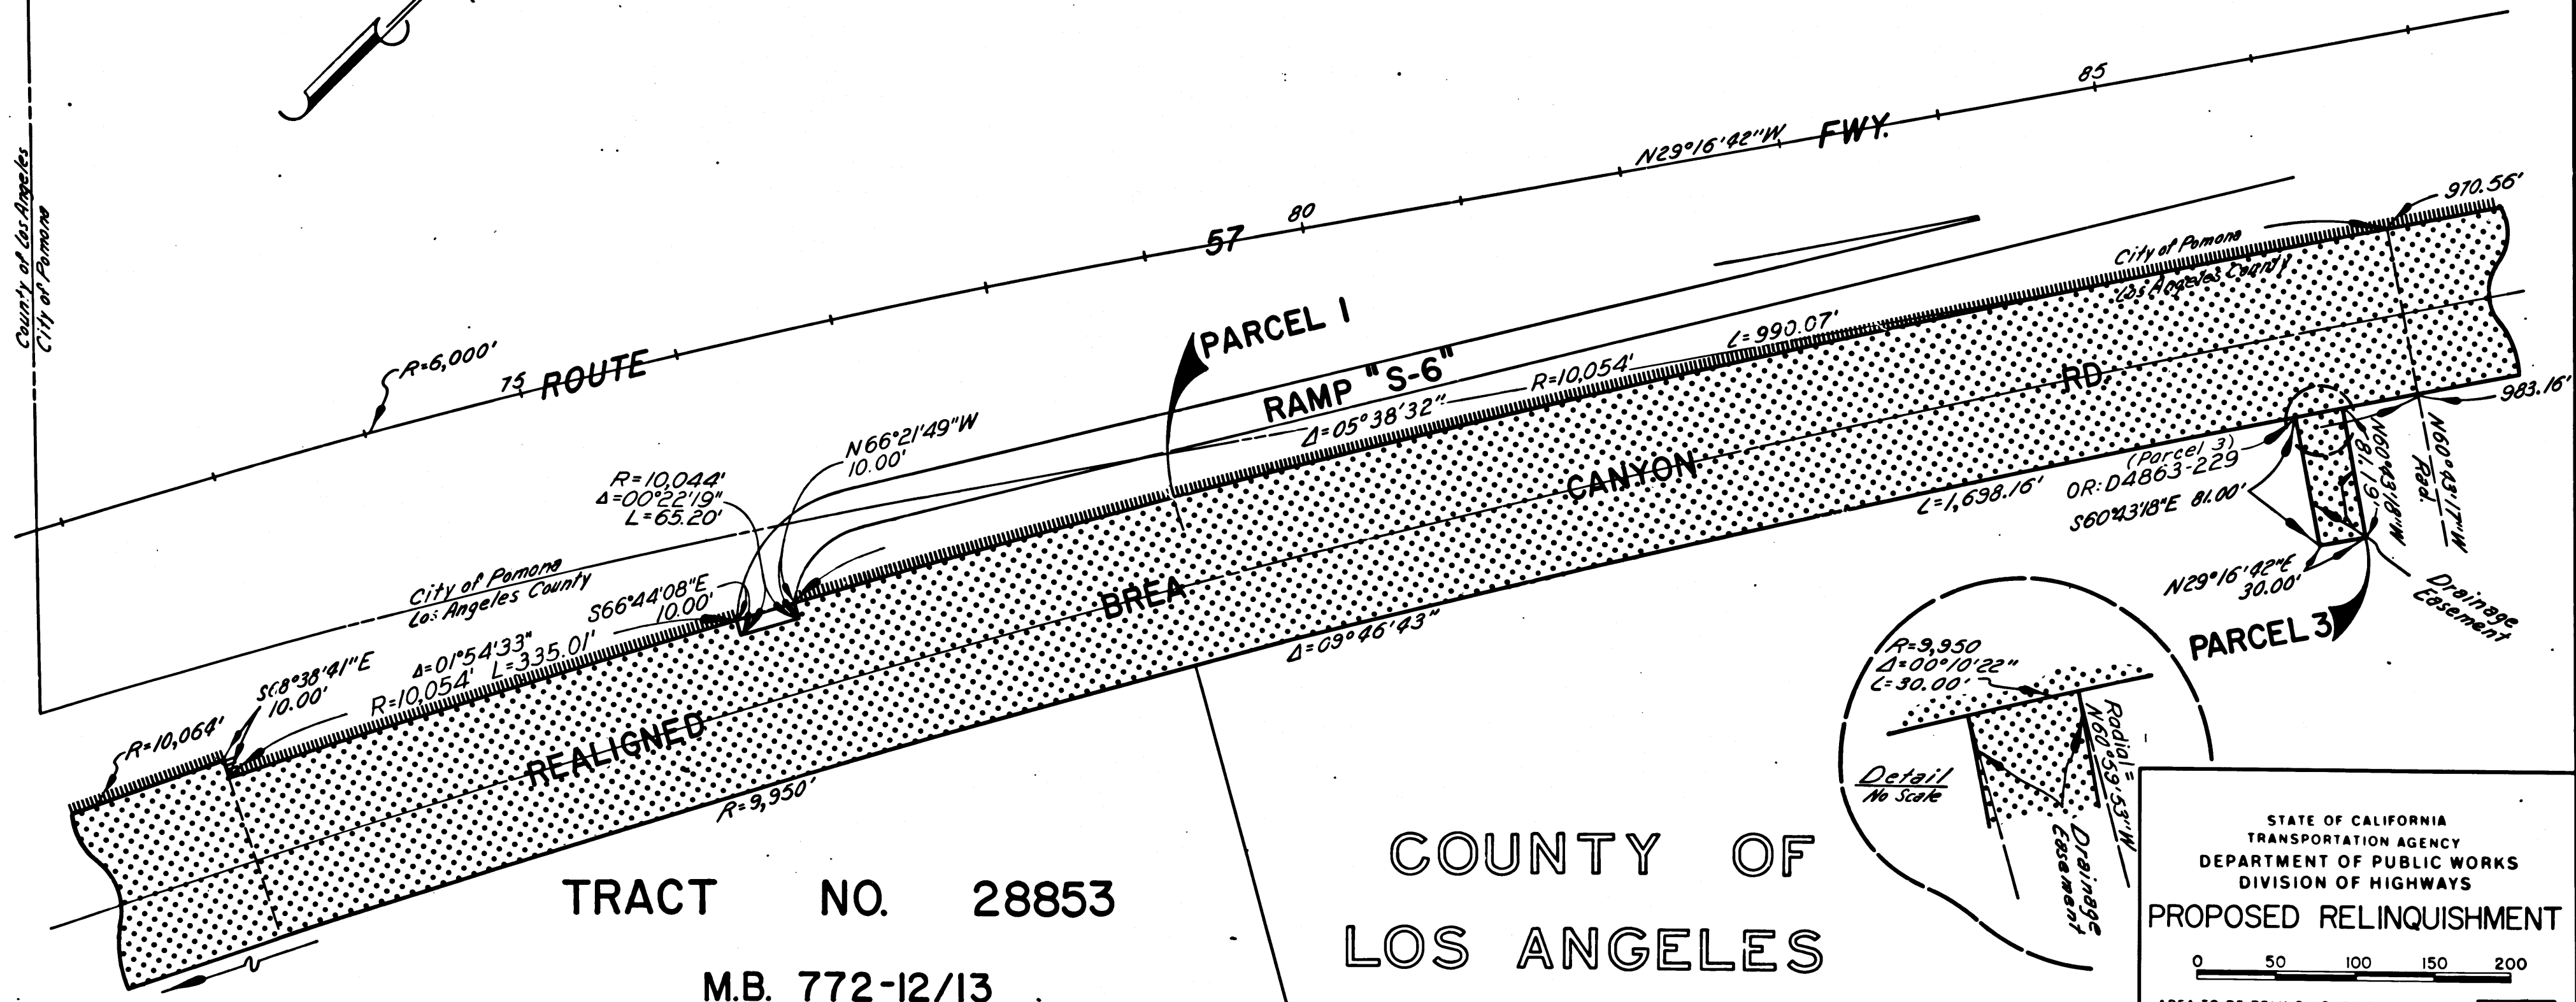 County of Los Angeles
City of Pomona
R=6,000'
75
ROUTE
57
80
N29°16'42"W
FWY.
85
970.56'
City of Pomona
Los Angeles County
PARCEL 1
RAMP "S-6"
Δ=05°38'32"
R=10,054'
L=990.07'
N66°21'49"W
10.00'
R=10,044'
Δ=00°22'19"
L=65.20'
City of Pomona
Los Angeles County
S66°44'08"E
10.00'
Δ=01°54'33"
R=10,054'
L=335.01'
S68°38'41"E
10.00'
R=10,064'
REALIGNED
BREA
CANYON
RD.
R=9,950'
Δ=09°46'43"
L=1,698.16'
983.16'
(Parcel 3)
OR: D4863-229
S60°43'18"E 81.00'
N60°43'18"W
81.19'
N60°43'17"W
Rad.
N29°16'42"E
30.00'
Drainage
Easement
PARCEL 3
R=9,950
Δ=00°10'22"
L=30.00'
Detail
No Scale
Radial =
N60°59'53"W
Drainage
Easement
TRACT NO. 28853
M.B. 772-12/13
COUNTY OF
LOS ANGELES
STATE OF CALIFORNIA
TRANSPORTATION AGENCY
DEPARTMENT OF PUBLIC WORKS
DIVISION OF HIGHWAYS
PROPOSED RELINQUISHMENT
0 50 100 150 200